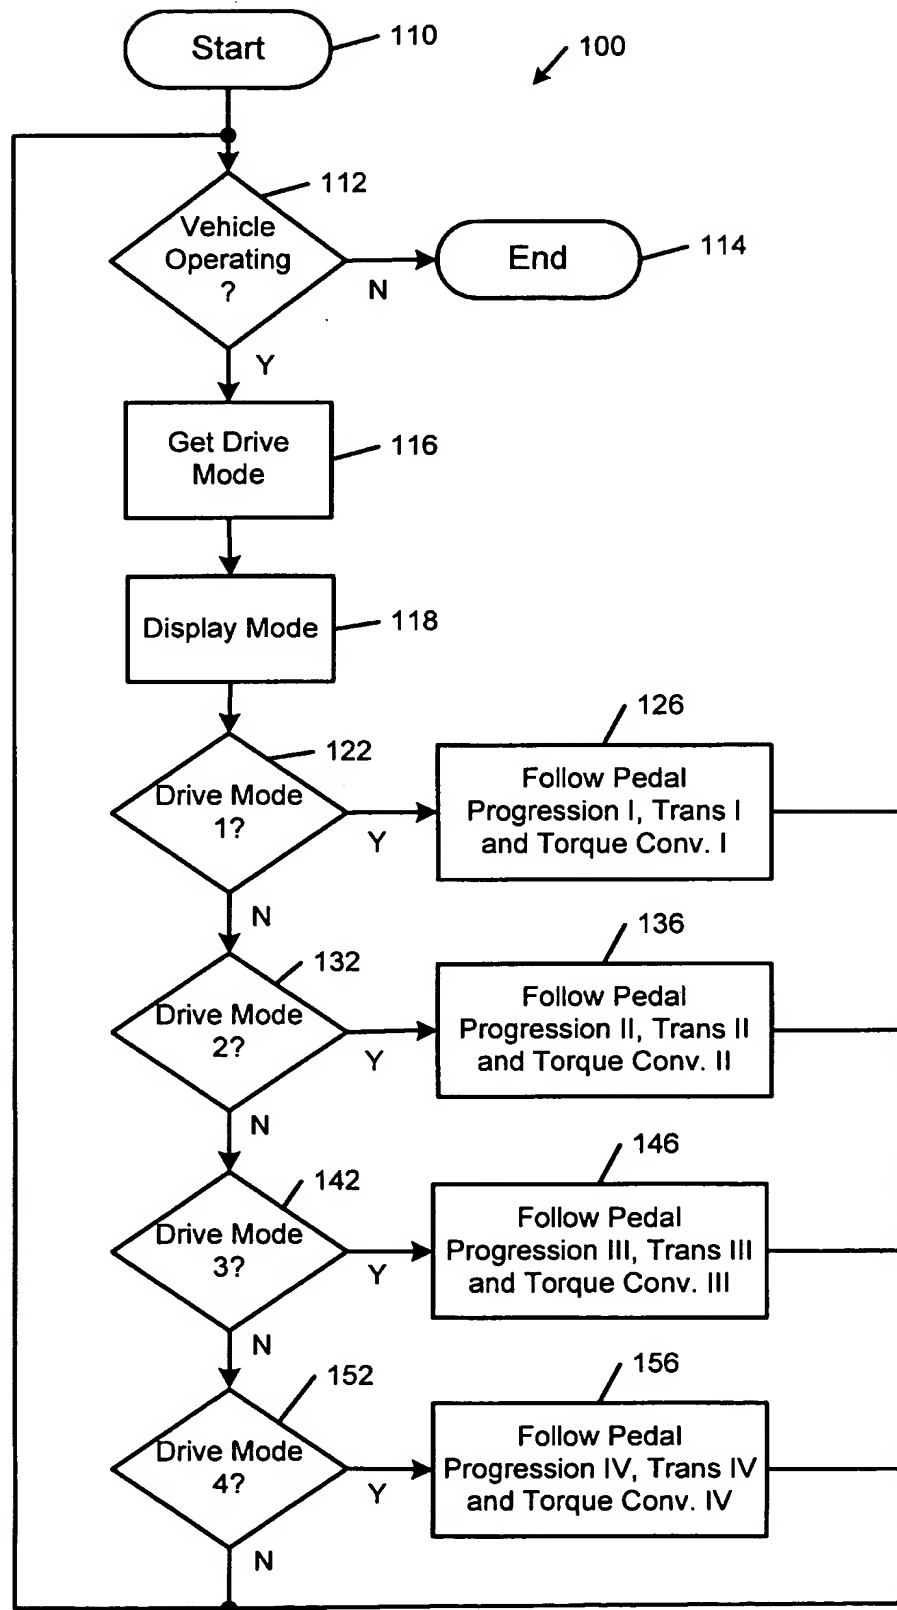 Start
110
100
112
Vehicle
Operating
?
N
End
114
Y
Get Drive
Mode
116
Display Mode
118
122
Drive Mode
1?
Y
126
Follow Pedal
Progression I, Trans I
and Torque Conv. I
N
132
Drive Mode
2?
Y
136
Follow Pedal
Progression II, Trans II
and Torque Conv. II
N
142
Drive Mode
3?
Y
146
Follow Pedal
Progression III, Trans III
and Torque Conv. III
N
152
Drive Mode
4?
Y
156
Follow Pedal
Progression IV, Trans IV
and Torque Conv. IV
N